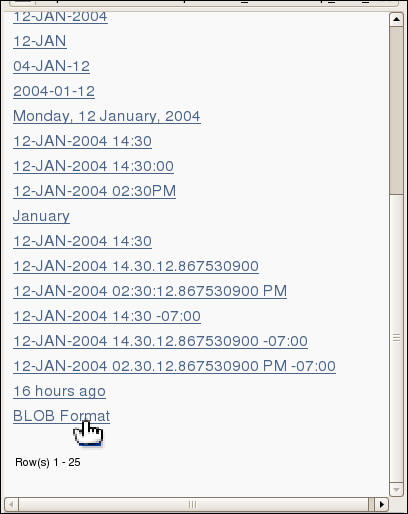 12-JAN-2004
12-JAN
04-JAN-12
2004-01-12
Monday, 12 January, 2004
12-JAN-2004 14:30
12-JAN-2004 14:30:00
12-JAN-2004 02:30PM
January
12-JAN-2004 14:30
12-JAN-2004 14.30.12.867530900
12-JAN-2004 02:30:12.867530900 PM
12-JAN-2004 14:30 -07:00
12-JAN-2004 14.30.12.867530900 -07:00
12-JAN-2004 02.30.12.867530900 PM -07:00
16 hours ago
BLOB Format
Row(s) 1 - 25